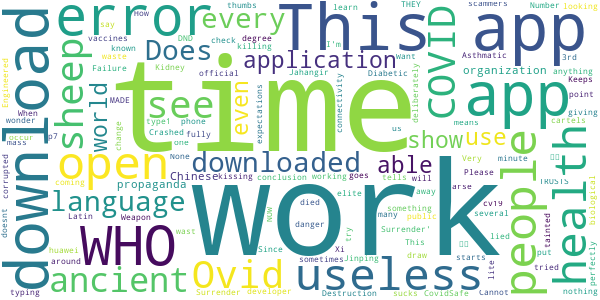 download
error
This
app
time
work
WHO
useless
COVID
app
people
health
open
see
sheep
every
Does
application
organization
world
even
show
use
downloaded
able
Ovid
language
ancient
Chinese
propaganda
Latin
Weapon
typing
huawei
around
mass
corrupted
doesnt
occur
p7
wonder
When
Engineered
waste
Failure
vaccines
say
How
known
Kidney
DND
degree
check
killing
thumbs
I'm
learn
want
THEY
Number
looking
scammers
Asthmatic
3rd
anything
Keeps
point
giving
cartels
means
us
deliberately
connectivity
Diabetic
Jahangir
official
expectations
fully
one
phone
type1
Crashed
None
kissing
conclusion
working
goes
elite
tells
will
away
arse
Please
minute
Very
cv19
several
lied
tainted
put
tried
perfectly
biological
TRUSTS
nothing
Cannot
lite
starts
draw
public
This
Surrender'
something
many
try
died
danger
Since
sometimes
Xi
Jinping
NOW
wast
coming
change
MADE
Surrender
developer
Destruction
sucks
CovidSafe